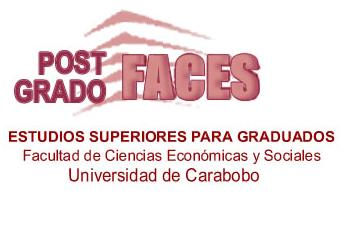 POST
GRADO FACES
ESTUDIOS SUPERIORES PARA GRADUADOS
Facultad de Ciencias Económicas y Sociales
Universidad de Carabobo